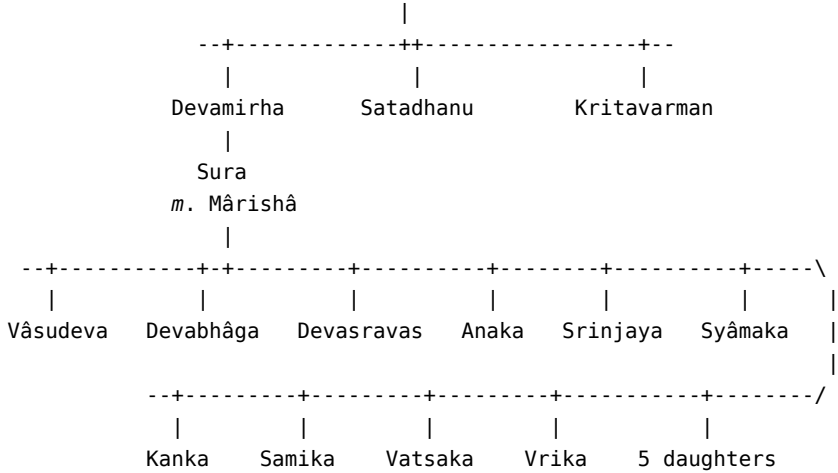 Devamirha Satadhanu Kritavarman
Sura
m. Mârishâ
Vâsudeva Devabhâga Devasravas Anaka Srinjaya Syâmaka
Kanka Samika Vatsaka Vrika 5 daughters